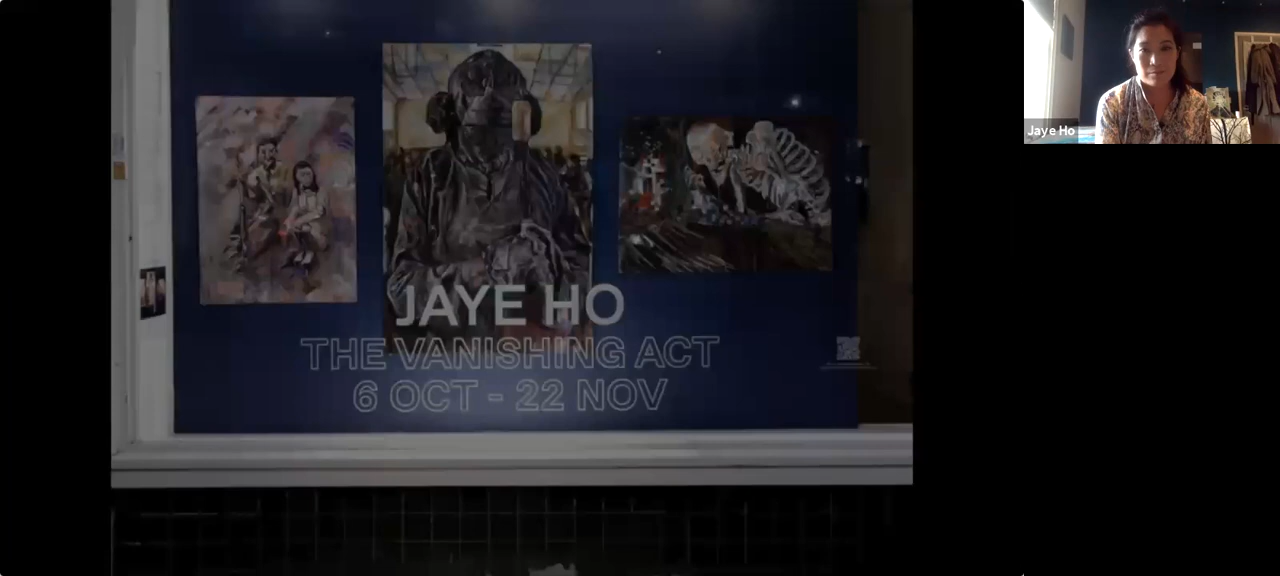 JAYE HO
THE VANISHING ACT
6 OCT - 22 NOV
Jaye Ho